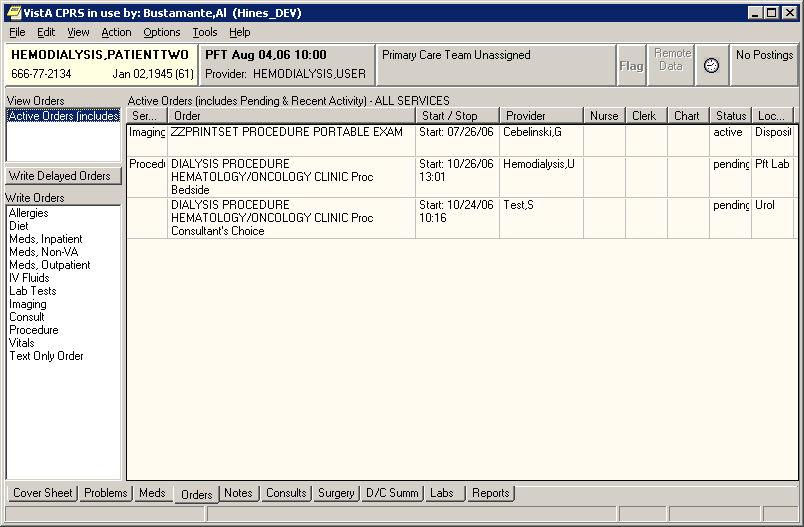 VistA CPRS in use by: Bustamante,Al (Hines_DEV)
File Edit View Action Options Tools Help
HEMODIALYSIS,PATIENTTWO
666-77-2134 Jan 02,1945 (61)
PFT Aug 04,06 10:00
Provider: HEMODIALYSIS,USER
Primary Care Team Unassigned
Flag
Remote
Data
No Postings
View Orders
Active Orders (includes
Write Delayed Orders
Write Orders
Allergies
Diet
Meds, Inpatient
Meds, Non-VA
Meds, Outpatient
IV Fluids
Lab Tests
Imaging
Consult
Procedure
Vitals
Text Only Order
Active Orders (includes Pending & Recent Activity) - ALL SERVICES
Ser... Order Start / Stop Provider Nurse Clerk Chart Status Loc...
Imaging ZZPRINTSET PROCEDURE PORTABLE EXAM Start: 07/26/06 Cebelinski,G active Disposit
Procedu DIALYSIS PROCEDURE Start: 10/26/06 Hemodialysis,U pending Pft Lab
HEMATOLOGY/ONCOLOGY CLINIC Proc 13:01
Bedside
DIALYSIS PROCEDURE Start: 10/24/06 Test,S pending Urol
HEMATOLOGY/ONCOLOGY CLINIC Proc 10:16
Consultant's Choice
Cover Sheet Problems Meds Orders Notes Consults Surgery D/C Summ Labs Reports